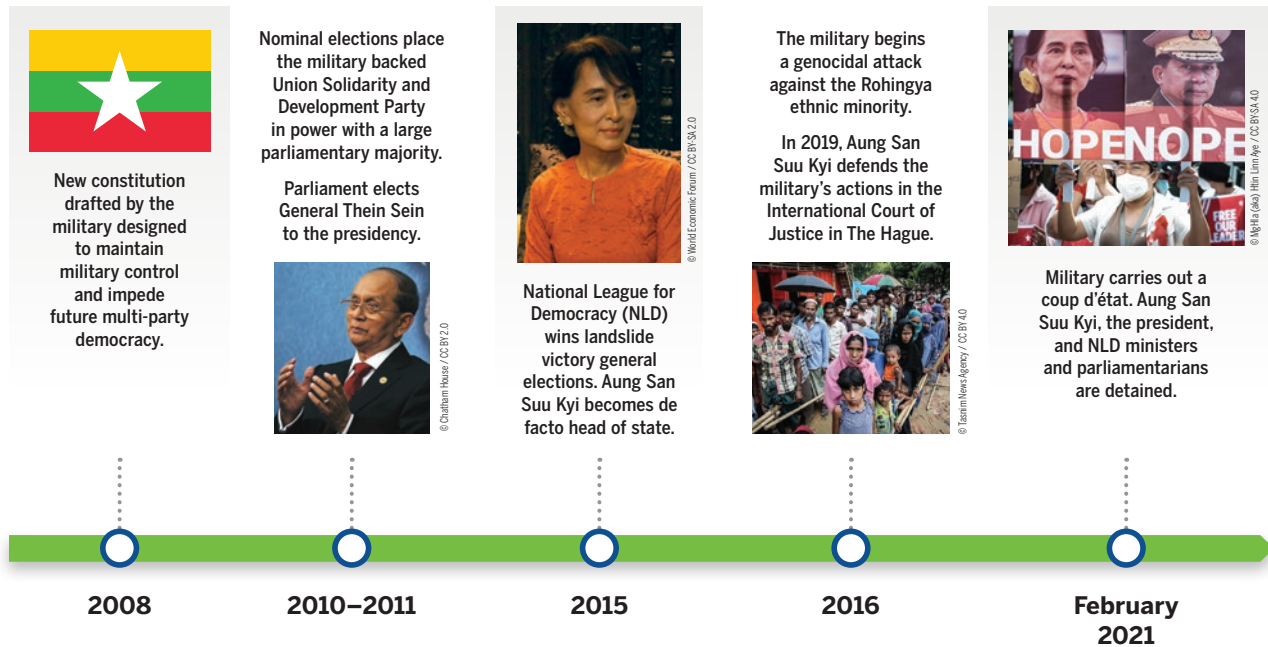 New constitution
drafted by the
military designed
to maintain
military control
and impede
future multi-party
democracy.
2008
Nominal elections place
the military backed
Union Solidarity and
Development Party
in power with a large
parliamentary majority.
Parliament elects
General Thein Sein
to the presidency.
© Chatham House / CC BY 2.0
2010–2011
© World Economic Forum / CC BY-SA 2.0
National League for
Democracy (NLD)
wins landslide
victory general
elections. Aung San
Suu Kyi becomes de
facto head of state.
2015
The military begins
a genocidal attack
against the Rohingya
ethnic minority.
In 2019, Aung San
Suu Kyi defends the
military’s actions in the
International Court of
Justice in The Hague.
© Tasnim News Agency / CC BY 4.0
2016
HOPE
NOPE
FREE
OUR
LEADER
© MgHla (aka) Htin Linn Aye / CC BY-SA 4.0
Military carries out a
coup d’état. Aung San
Suu Kyi, the president,
and NLD ministers
and parliamentarians
are detained.
February
2021